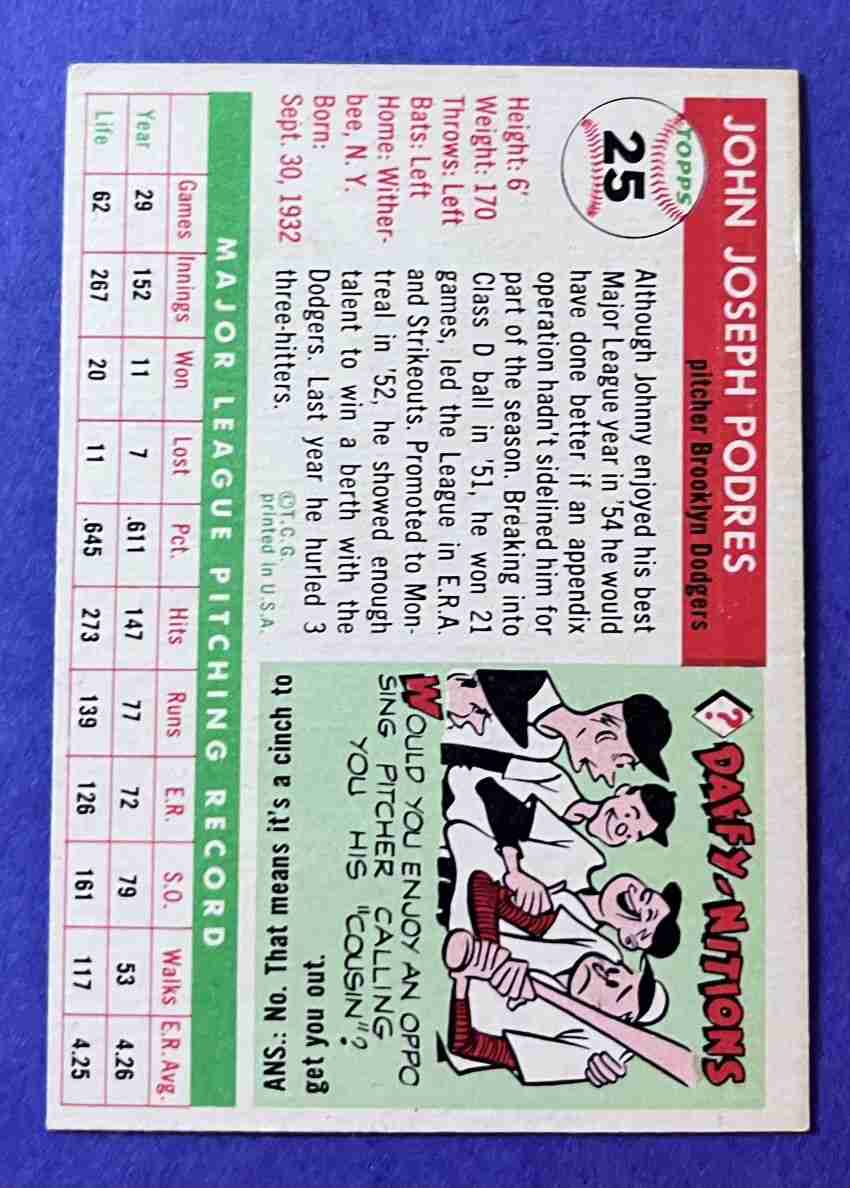 JOHN JOSEPH PODRES
pitcher Brooklyn Dodgers
TOPPS
25
Height: 6'
Weight: 170
Throws: Left
Bats: Left
Home: Wither-
bee, N. Y.
Born:
Sept. 30, 1932
Although Johnny enjoyed his best
Major League year in '54 he would
have done better if an appendix
operation hadn't sidelined him for
part of the season. Breaking into
Class D ball in '51, he won 21
games, led the League in E.R.A.
and Strikeouts. Promoted to Mon-
treal in '52, he showed enough
talent to win a berth with the
Dodgers. Last year he hurled 3
three-hitters.
©T.C.G.
printed in U.S.A.
?
DAFFY-NITIONS
WOULD YOU ENJOY AN OPPO
SING PITCHER CALLING
YOU HIS "COUSIN"?
ANS.: No. That means it's a cinch to
get you out.
MAJOR LEAGUE PITCHING RECORD
Games Innings Won Lost Pct. Hits Runs E.R. S.O. Walks E.R. Avg.
Year 29 152 11 7 .611 147 77 72 79 53 4.26
Life 62 267 20 11 .645 273 139 126 161 117 4.25